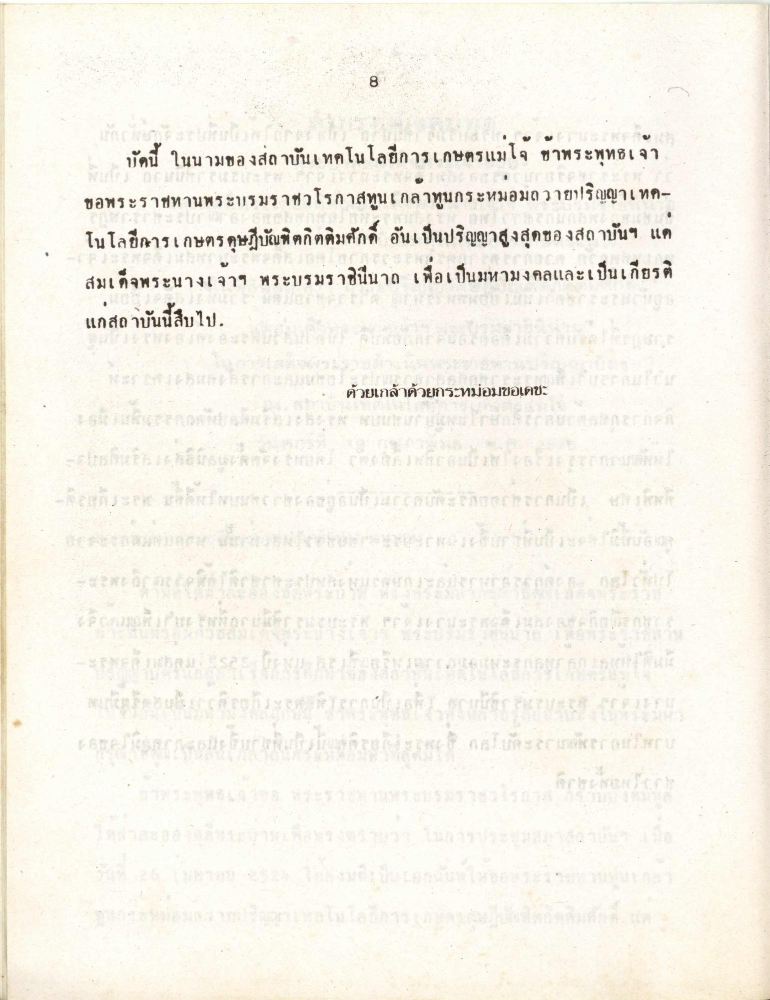 8
บัดนี้ ในนามของสถาบันเทคโนโลยีการเกษตรแม่โจ้ ข้าพระพุทธเจ้า
ขอพระราชทานพระบรมราชวโรกาสทูนเกล้าทูนกระหม่อมถวายปริญญาเทค-
โนโลยีการเกษตรดุษฎีบัณฑิตกิตติมศักดิ์ อันเป็นปริญญาสูงสุดของสถาบันฯ แด่
สมเด็จพระนางเจ้าฯ พระบรมราชินีนาถ เพื่อเป็นมหามงคลและเป็นเกียรติ
แก่สถาบันนี้สืบไป.
ด้วยเกล้าด้วยกระหม่อมขอเดชะ